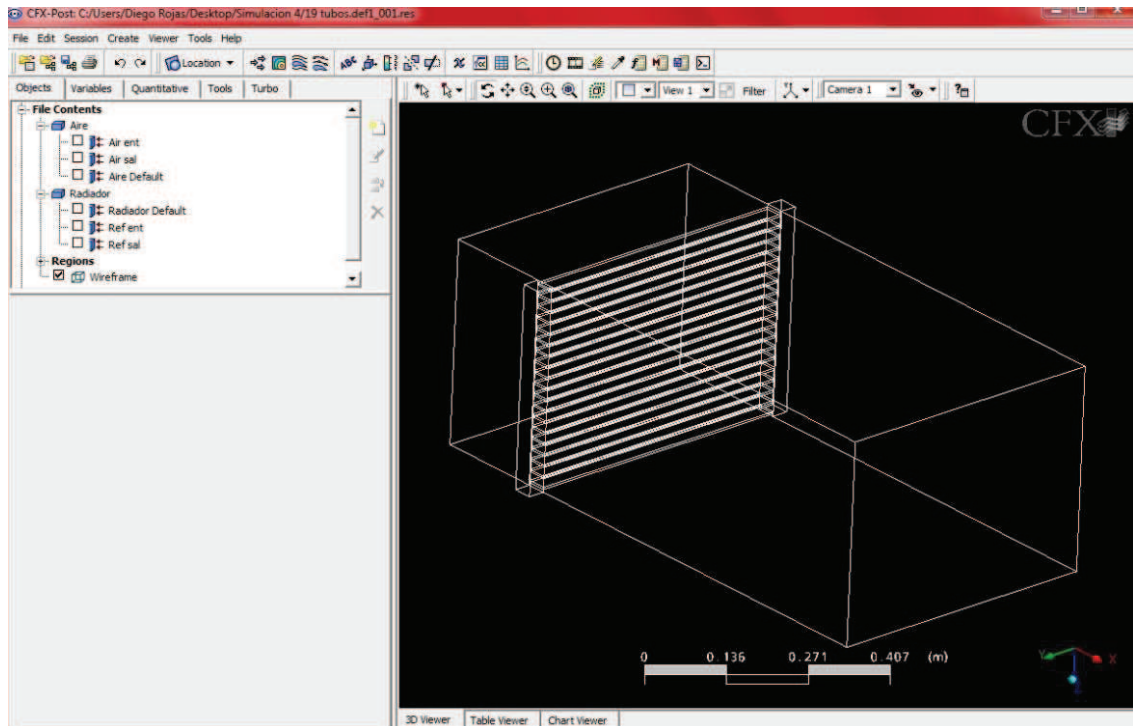 CFX-Post: C:/Users/Diego Rojas/Desktop/Simulacion 4/19 tubos.def1_001.res
File Edit Session Create Viewer Tools Help
Location
Objects Variables Quantitative Tools Turbo
View 1 Filter Camera 1
File Contents
Aire
Air ent
Air sal
Aire Default
Radiador
Radiador Default
Ref ent
Ref sal
Regions
Wireframe
CFX
0 0.136 0.271 0.407 (m)
Y X
Z
3D Viewer Table Viewer Chart Viewer